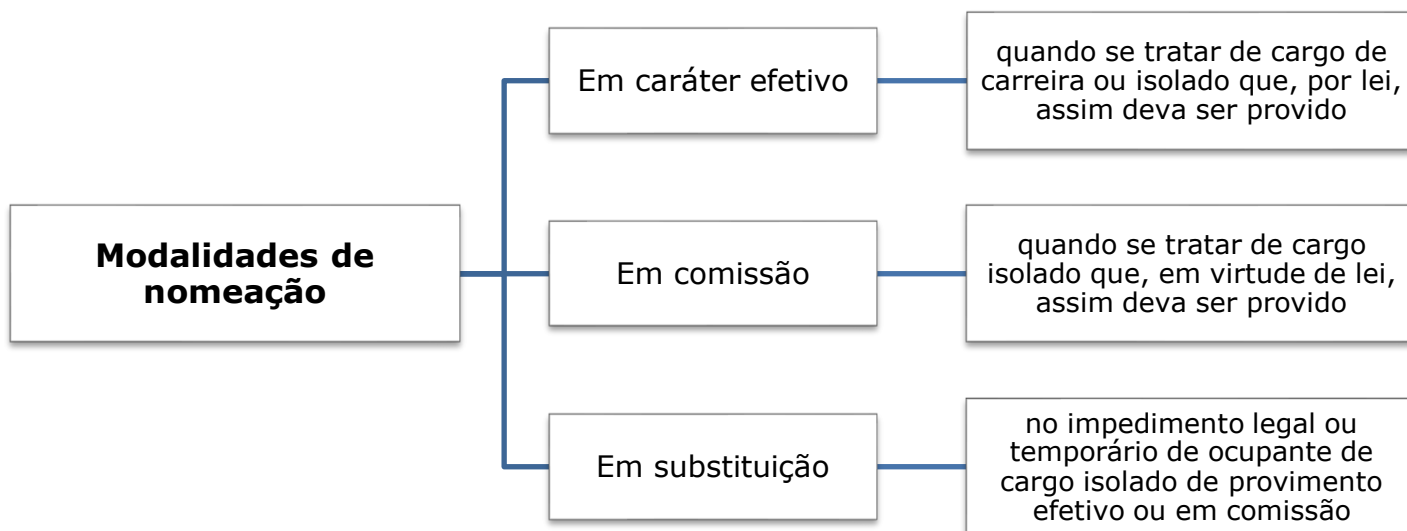 Modalidades de
nomeação
Em caráter efetivo
quando se tratar de cargo de
carreira ou isolado que, por lei,
assim deva ser provido
Em comissão
quando se tratar de cargo
isolado que, em virtude de lei,
assim deva ser provido
Em substituição
no impedimento legal ou
temporário de ocupante de
cargo isolado de provimento
efetivo ou em comissão